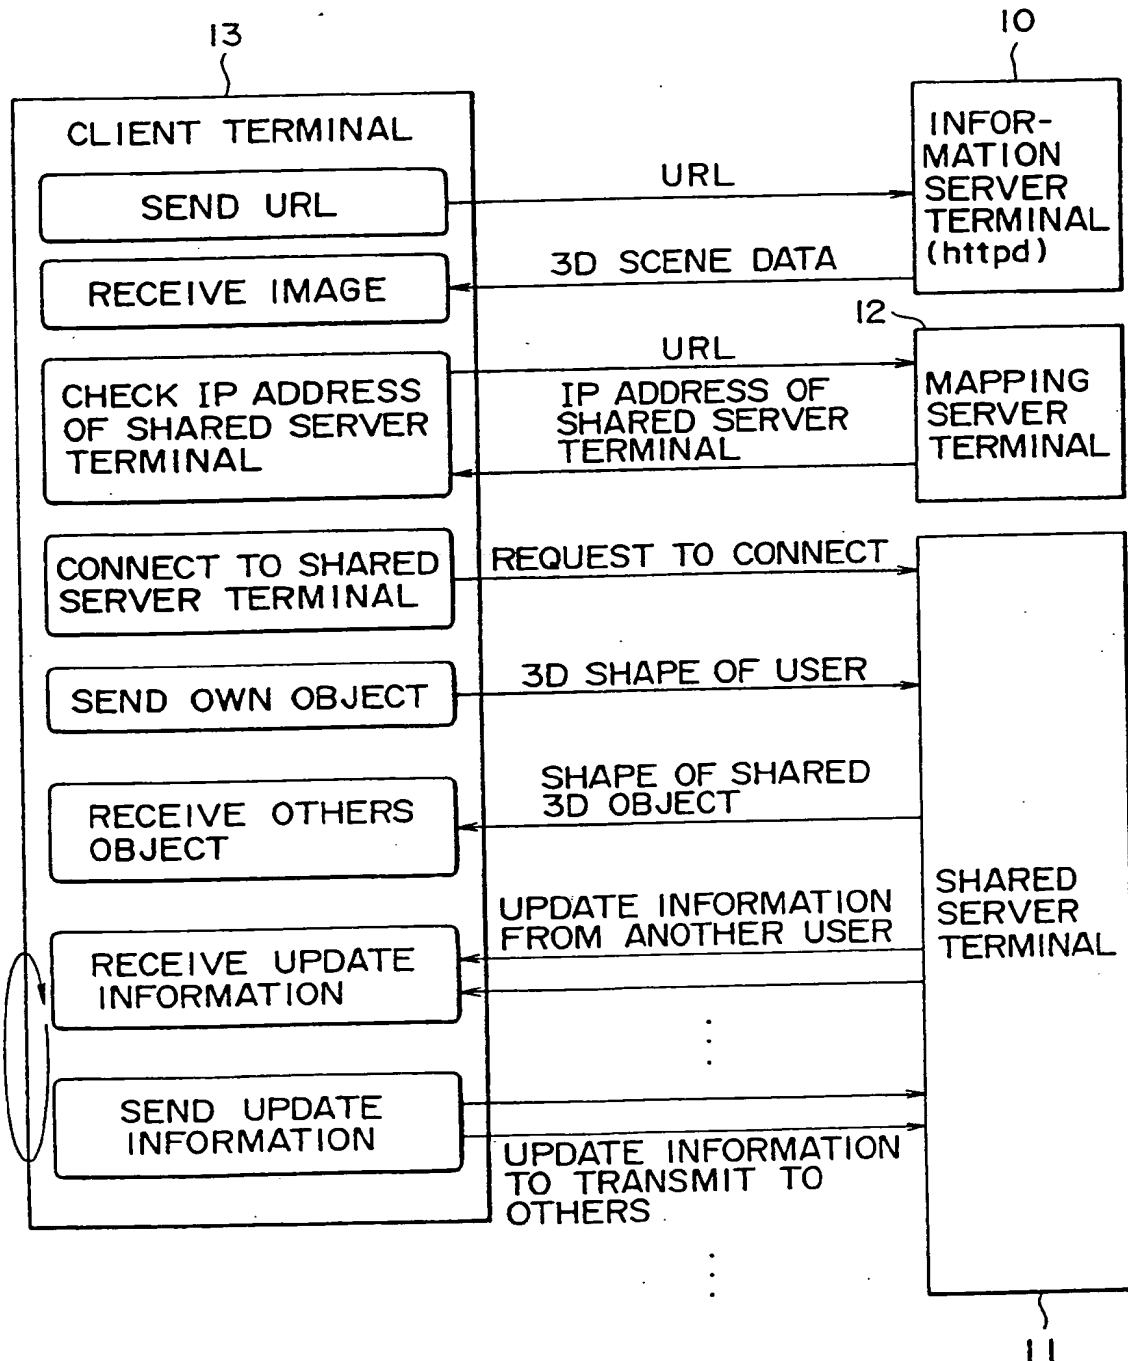 13
10
CLIENT TERMINAL
INFOR-
MATION
SERVER
TERMINAL
(httpd)
SEND URL
URL
RECEIVE IMAGE
3D SCENE DATA
12
CHECK IP ADDRESS
OF SHARED SERVER
TERMINAL
URL
IP ADDRESS OF
SHARED SERVER
TERMINAL
MAPPING
SERVER
TERMINAL
CONNECT TO SHARED
SERVER TERMINAL
REQUEST TO CONNECT
SEND OWN OBJECT
3D SHAPE OF USER
RECEIVE OTHERS
OBJECT
SHAPE OF SHARED
3D OBJECT
SHARED
SERVER
TERMINAL
RECEIVE UPDATE
INFORMATION
UPDATE INFORMATION
FROM ANOTHER USER
SEND UPDATE
INFORMATION
UPDATE INFORMATION
TO TRANSMIT TO
OTHERS
11